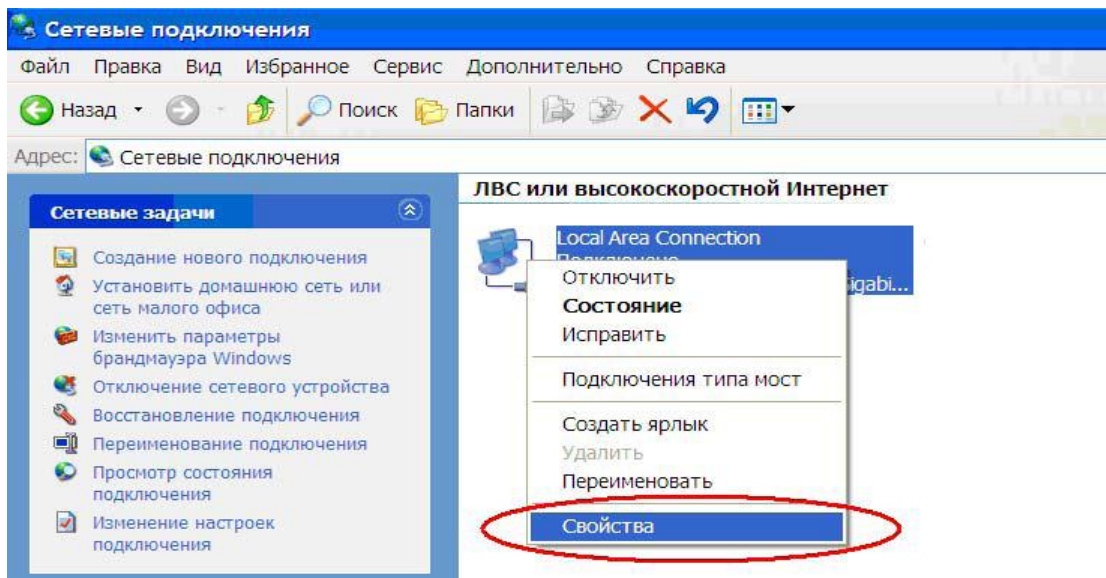 Сетевые подключения
Файл Правка Вид Избранное Сервис Дополнительно Справка
Назад Поиск Папки
Адрес: Сетевые подключения
Сетевые задачи
Создание нового подключения
Установить домашнюю сеть или
сеть малого офиса
Изменить параметры
брандмауэра Windows
Отключение сетевого устройства
Восстановление подключения
Переименование подключения
Просмотр состояния
подключения
Изменение настроек
подключения
ЛВС или высокоскоростной Интернет
Local Area Connection
Подключено
Отключить
Состояние
Исправить
Подключения типа мост
Создать ярлык
Удалить
Переименовать
Свойства